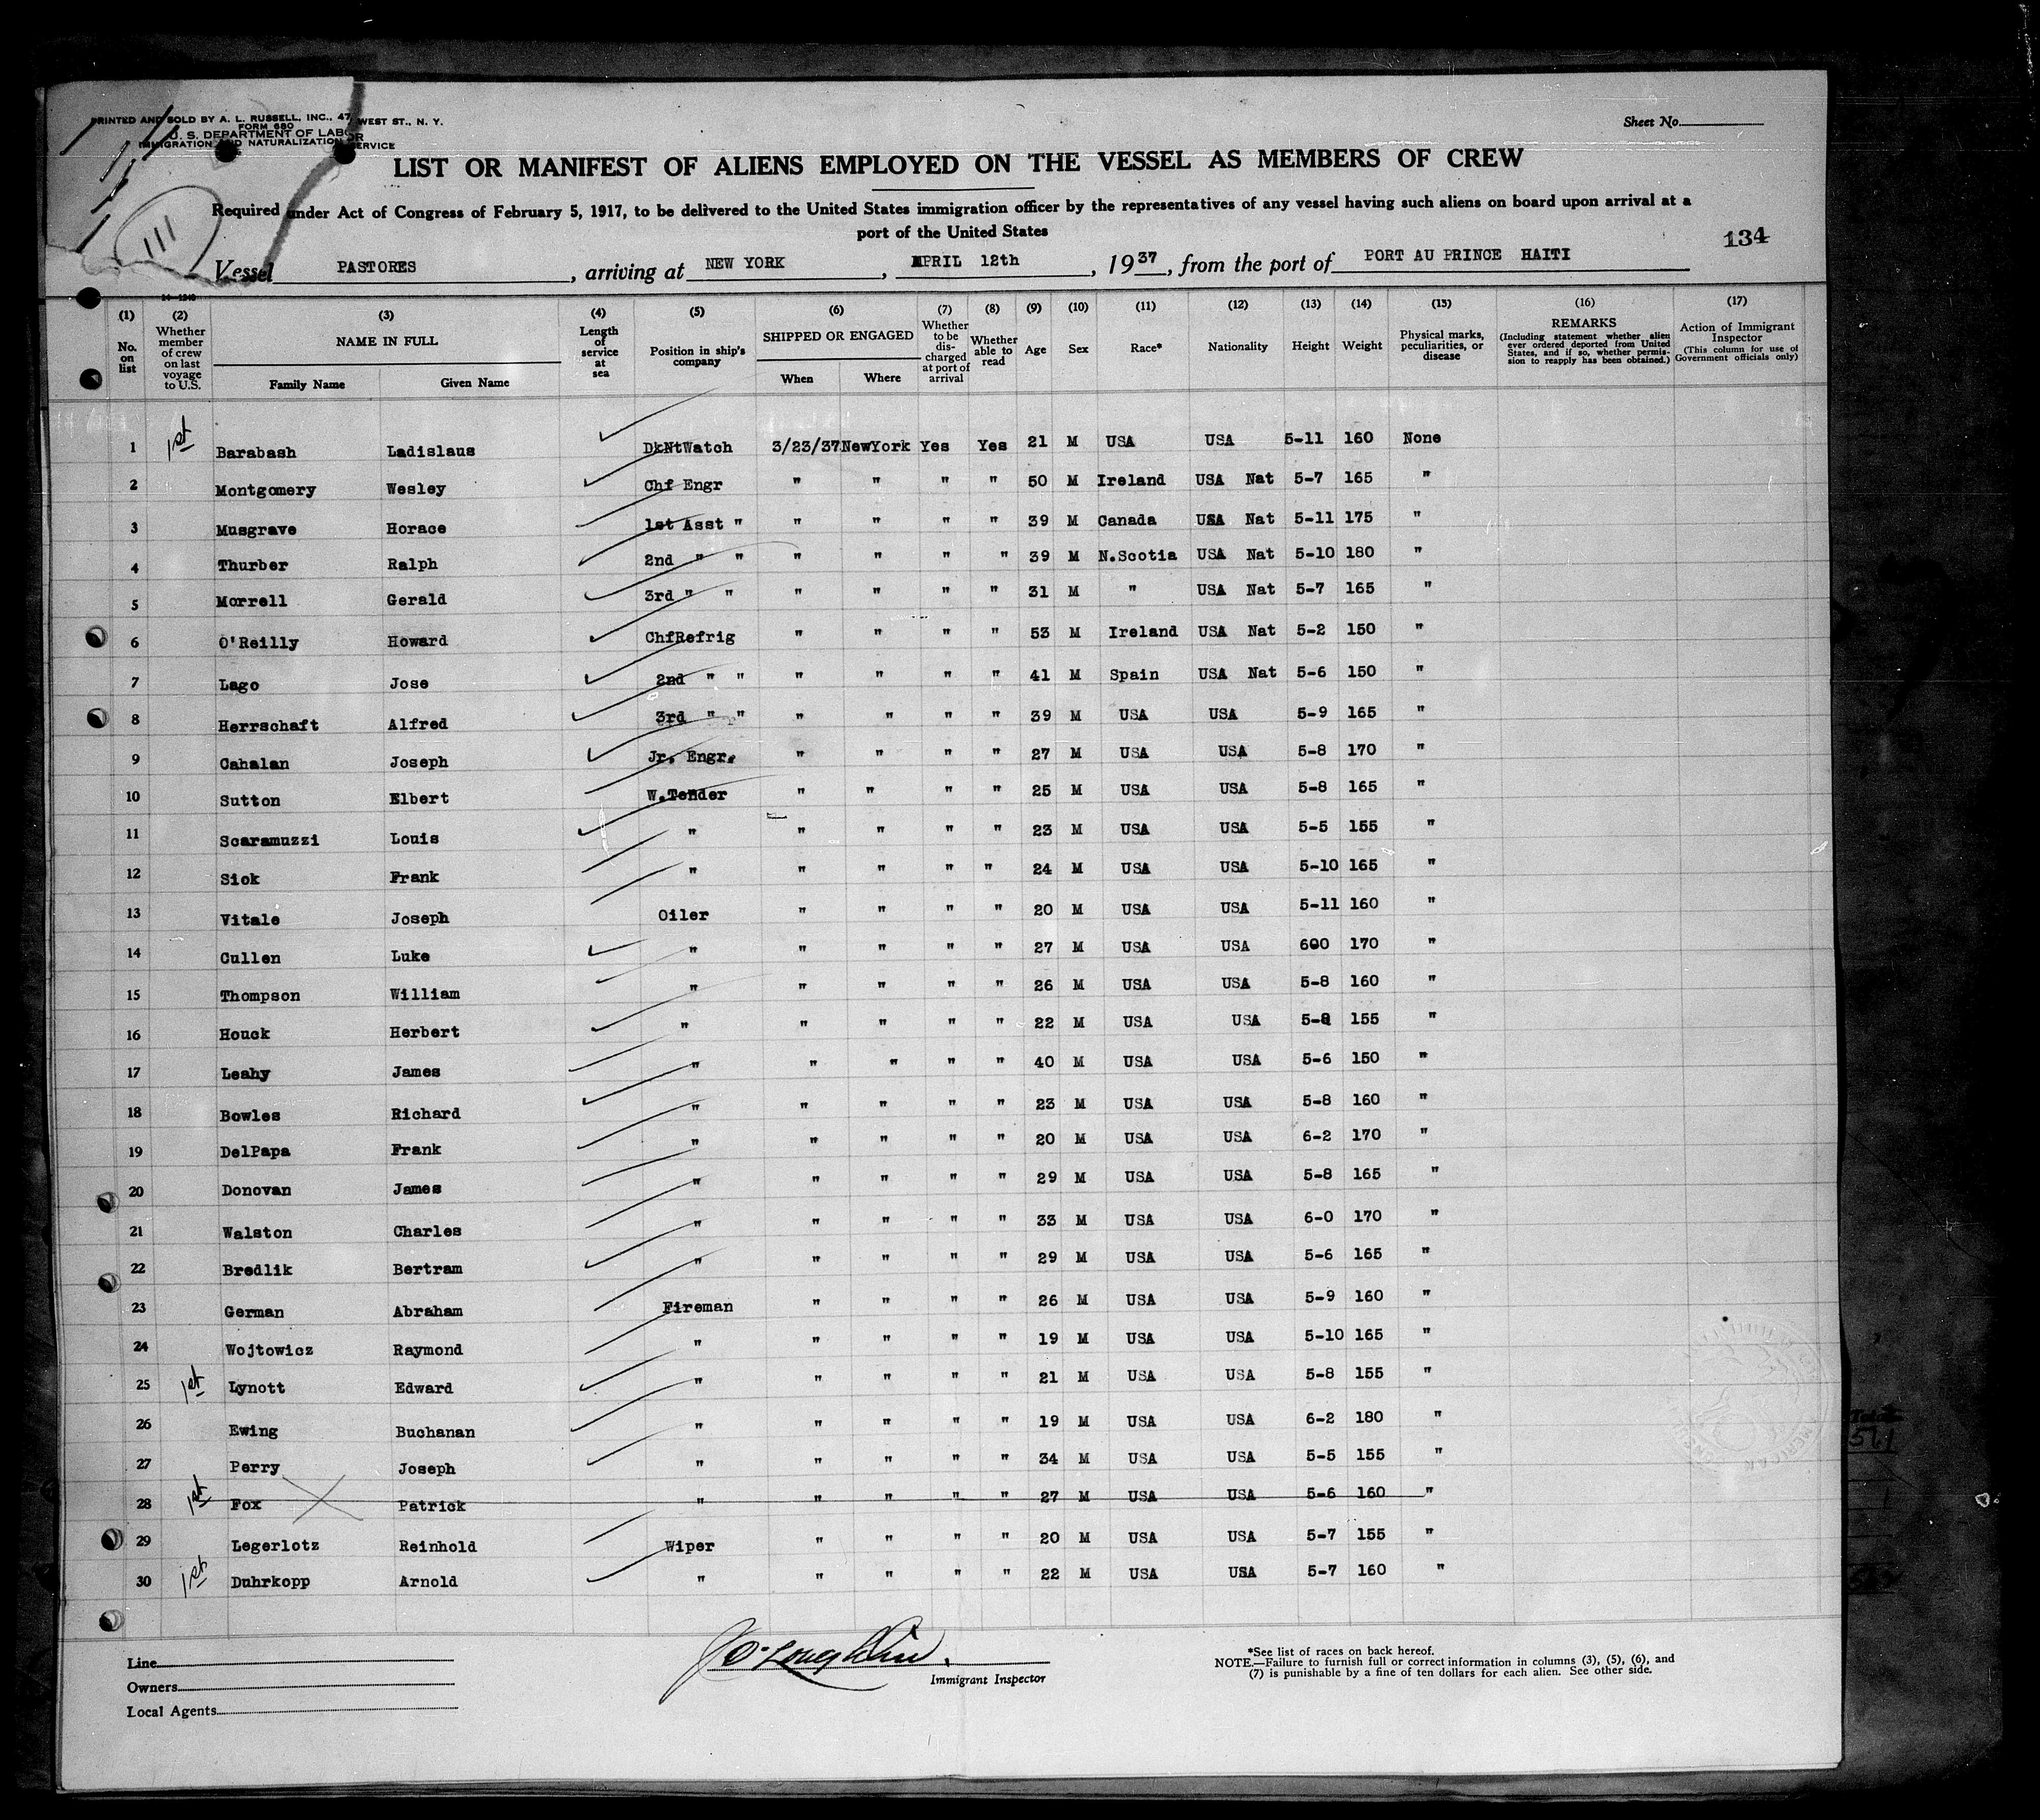 PRINTED AND SOLD BY A. L. RUSSELL, INC., 47 WEST ST., N. Y.
FORM 680
U. S. DEPARTMENT OF LABOR
IMMIGRATION AND NATURALIZATION SERVICE
Sheet No.
LIST OR MANIFEST OF ALIENS EMPLOYED ON THE VESSEL AS MEMBERS OF CREW
Required under Act of Congress of February 5, 1917, to be delivered to the United States immigration officer by the representatives of any vessel having such aliens on board upon arrival at a
port of the United States
111
134
Vessel PASTORES, arriving at NEW YORK, APRIL 12th, 1937, from the port of PORT AU PRINCE HAITI
(1) No. on list
(2) Whether member of crew on last voyage to U.S.
(3) NAME IN FULL
Family Name Given Name
(4) Length of service at sea
(5) Position in ship's company
(6) SHIPPED OR ENGAGED
When Where
(7) Whether to be discharged at port of arrival
(8) Whether able to read
(9) Age
(10) Sex
(11) Race*
(12) Nationality
(13) Height
(14) Weight
(15) Physical marks, peculiarities, or disease
(16) REMARKS
(Including statement whether alien ever ordered deported from United States, and if so, whether permission to reapply has been obtained.)
(17) Action of Immigrant Inspector
(This column for use of Government officials only)
1 1st Barabash Ladislaus DkNtWatch 3/23/37 NewYork Yes Yes 21 M USA USA 5-11 160 None
2 Montgomery Wesley Chf Engr " " " " 50 M Ireland USA Nat 5-7 165 "
3 Musgrave Horace 1st Asst " " " " " 39 M Canada USA Nat 5-11 175 "
4 Thurber Ralph 2nd " " " " " " 39 M N.Scotia USA Nat 5-10 180 "
5 Morrell Gerald 3rd " " " " " " 31 M " USA Nat 5-7 165 "
6 O'Reilly Howard ChfRefrig " " " " 53 M Ireland USA Nat 5-2 150 "
7 Lago Jose 2nd " " " " " " 41 M Spain USA Nat 5-6 150 "
8 Herrschaft Alfred 3rd " " " " " " 39 M USA USA 5-9 165 "
9 Cahalan Joseph Jr. Engr. " " " " 27 M USA USA 5-8 170 "
10 Sutton Elbert W.Tender " " " " 25 M USA USA 5-8 165 "
11 Scaramuzzi Louis " " " " " 23 M USA USA 5-5 155 "
12 Sick Frank " " " " " 24 M USA USA 5-10 165 "
13 Vitale Joseph Oiler " " " " 20 M USA USA 5-11 160 "
14 Cullen Luke " " " " " 27 M USA USA 600 170 "
15 Thompson William " " " " " 26 M USA USA 5-8 160 "
16 Houck Herbert " " " " " 22 M USA USA 155 "
17 Leahy James " " " " " 40 M USA USA 5-6 150 "
18 Bowles Richard " " " " " 23 M USA USA 5-8 160 "
19 DelPapa Frank " " " " " 20 M USA USA 6-2 170 "
20 Donovan James " " " " " 29 M USA USA 5-8 165 "
21 Walston Charles " " " " " 33 M USA USA 6-0 170 "
22 Bredlik Bertram " " " " " 29 M USA USA 5-6 165 "
23 German Abraham Fireman " " " " 26 M USA USA 5-9 160 "
24 Wojtowicz Raymond " " " " " 19 M USA USA 5-10 165 "
25 1st Lynott Edward " " " " " 21 M USA USA 5-8 155 "
26 Ewing Buchanan " " " " " 19 M USA USA 6-2 180 "
27 Perry Joseph " " " " " 34 M USA USA 5-5 155 "
28 1st Fox Patrick " " " " " 27 M USA USA 5-6 160 "
29 Legerlotz Reinhold Wiper " " " " 20 M USA USA 5-7 155 "
30 1st Duhrkopp Arnold " " " " " 22 M USA USA 5-7 160 "
Line
Owners
Local Agents
Immigrant Inspector
*See list of races on back hereof.
NOTE.—Failure to furnish full or correct information in columns (3), (5), (6), and
(7) is punishable by a fine of ten dollars for each alien. See other side.